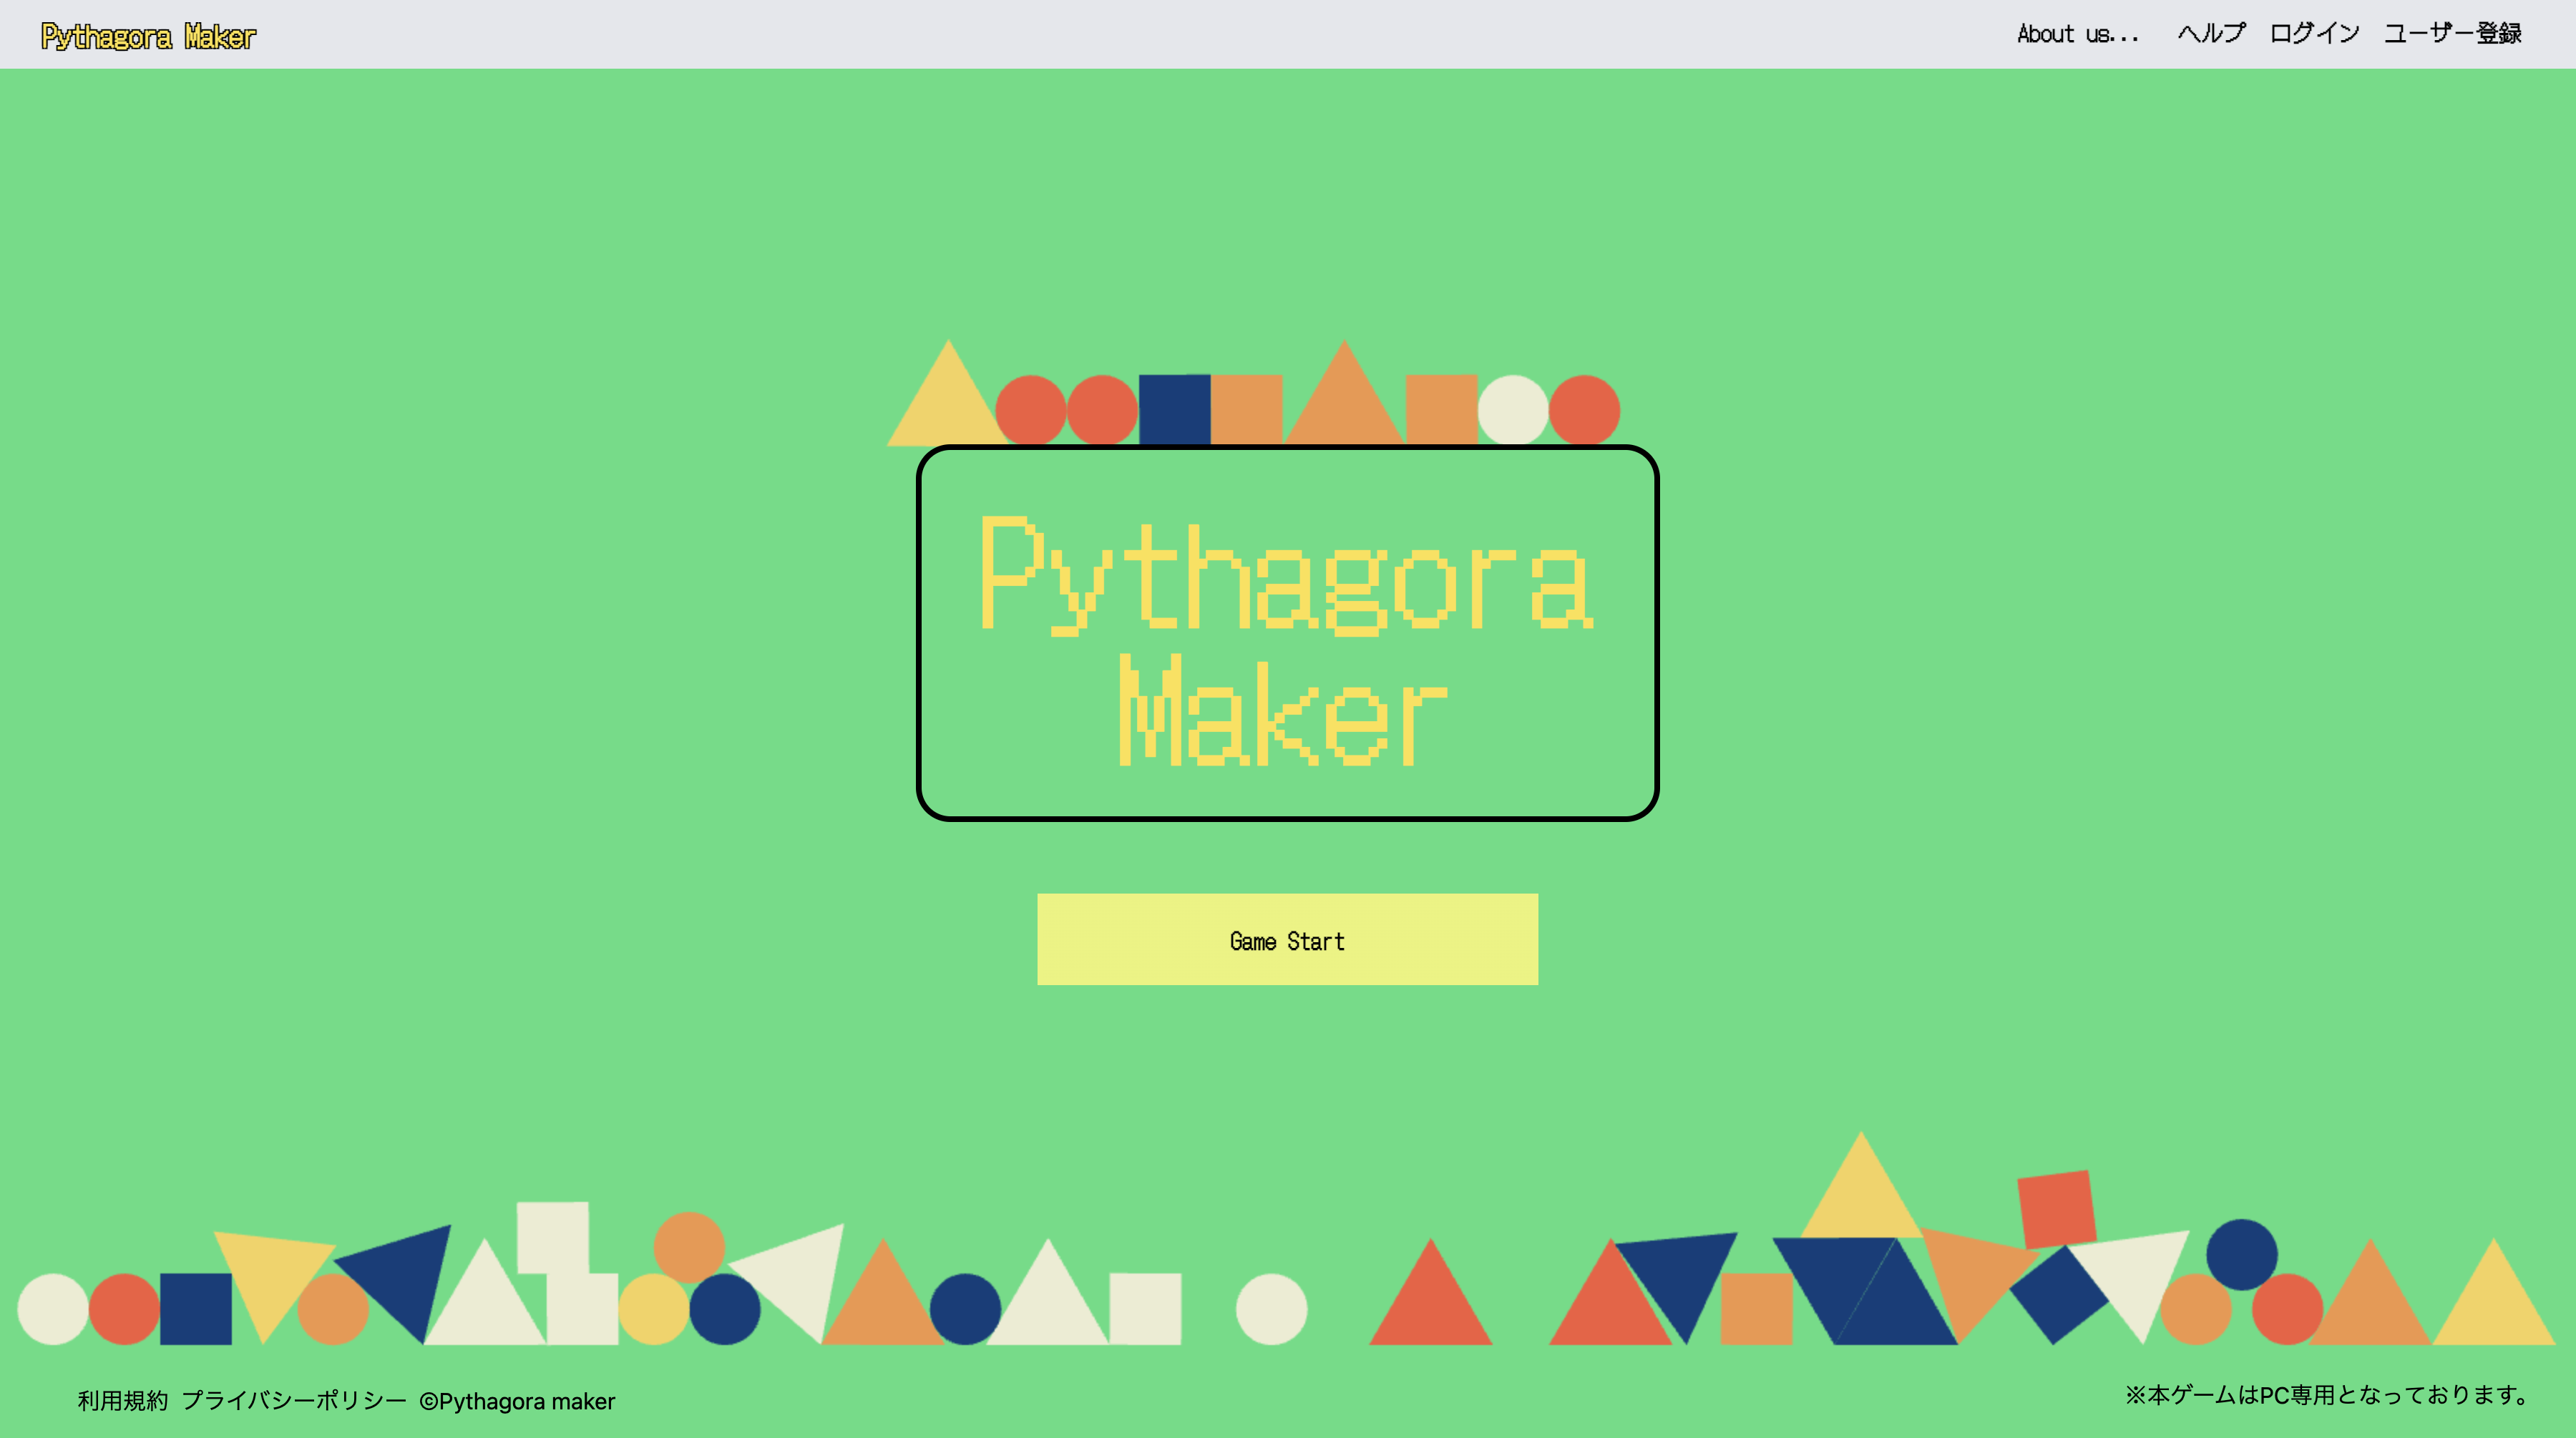 Pythagora Maker
About us... ヘルプ ログイン ユーザー登録
Pythagora
Maker
Game Start
利用規約 プライバシーポリシー ©Pythagora maker
※本ゲームはPC専用となっております。